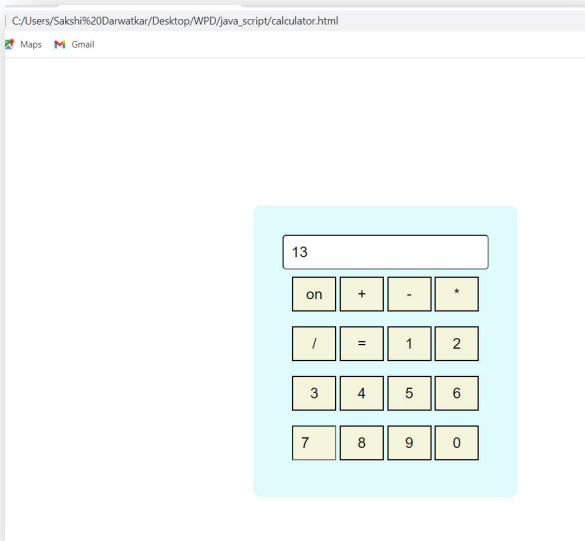 C:/Users/Sakshi%20Darwatkar/Desktop/WPD/java_script/calculator.html
Maps Gmail
13
on + - *
/ = 1 2
3 4 5 6
7 8 9 0